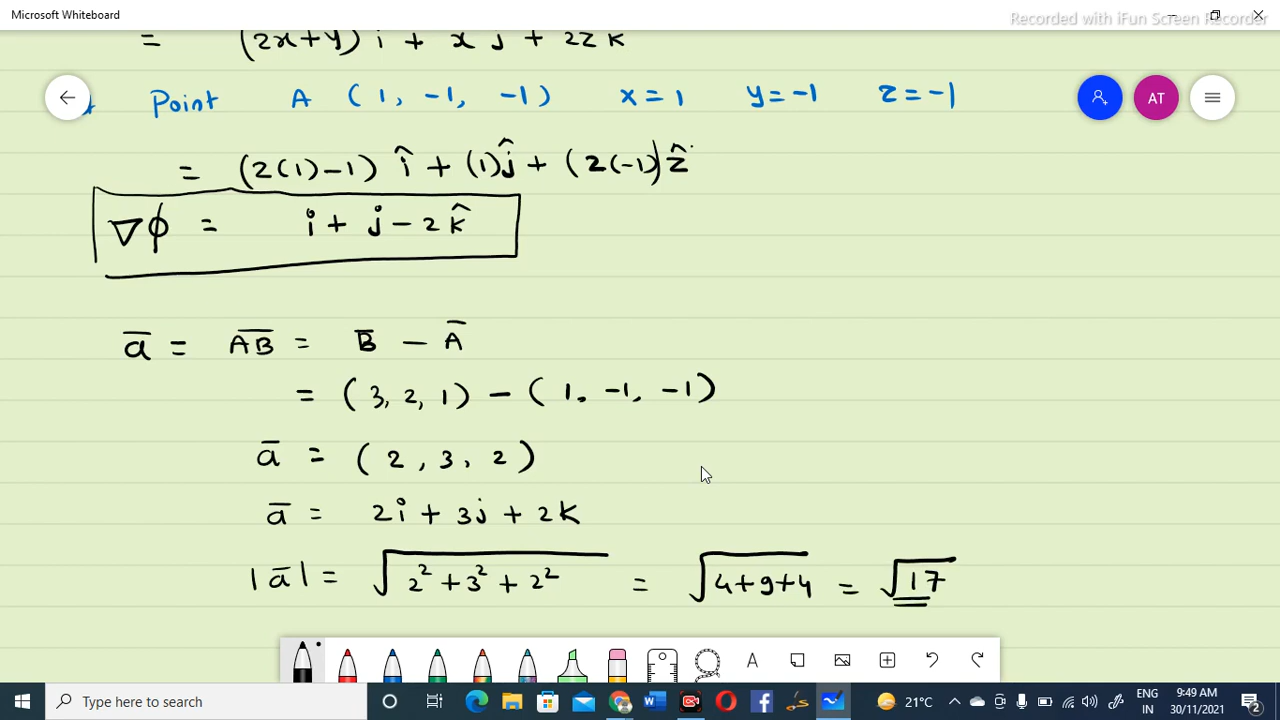 Microsoft Whiteboard
Recorded with iFun Screen Recorder
= (2x+y) i + x j + 2z k
Point A (1, -1, -1) x=1 y=-1 z=-1
AT
= (2(1)-1) î + (1)ĵ + (2(-1))ẑ
∇ϕ = i + j - 2k̂
a̅ = A̅B̅ = B̅ - A̅
= (3, 2, 1) - (1, -1, -1)
a̅ = (2, 3, 2)
a̅ = 2i + 3j + 2k
|a̅| = √(2² + 3² + 2²) = √(4+9+4) = √17
A
Type here to search
21°C
ENG
IN
9:49 AM
30/11/2021
2